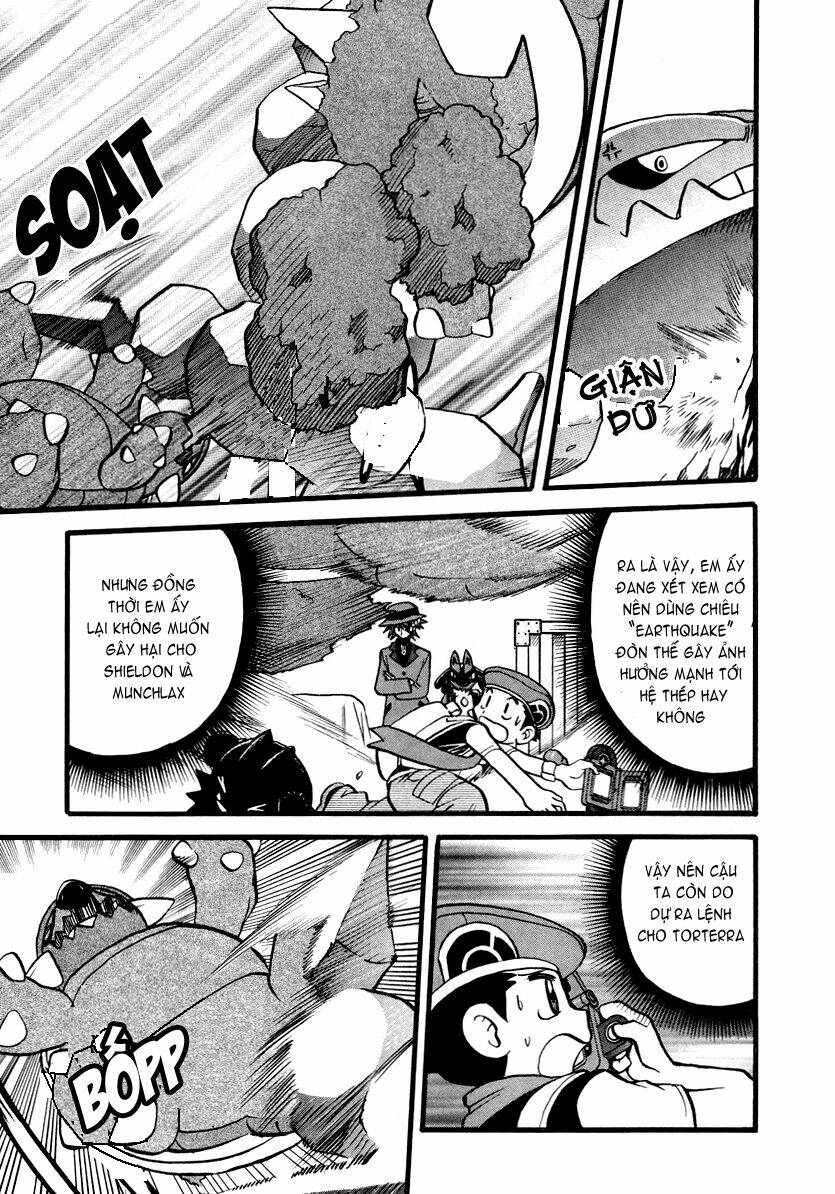 GIẬN
DỮ
SOẠT
RA LÀ VẬY, EM ẤY
ĐANG XÉT XEM CÓ
NÊN DÙNG CHIÊU
"EARTHQUAKE"
ĐÒN THẾ GÂY ẢNH
HƯỞNG MẠNH TỚI
HỆ THÉP HAY
KHÔNG
NHƯNG ĐỒNG
THỜI EM ẤY
LẠI KHÔNG MUỐN
GÂY HẠI CHO
SHIELDON VÀ
MUNCHLAX
VẬY NÊN CẬU
TA CÒN DO
DỰ RA LỆNH
CHO TORTERRA
BỐPP